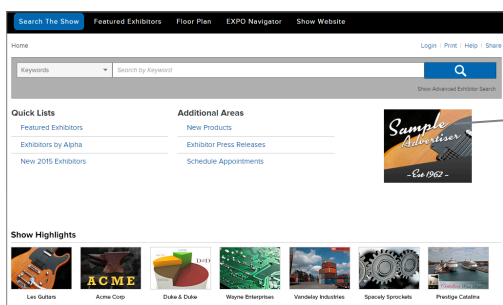 Search The Show Featured Exhibitors Floor Plan EXPO Navigator Show Website
Home Login | Print | Help | Share
Keywords Search by Keyword
Show Advanced Exhibitor Search
Quick Lists
Featured Exhibitors
Exhibitors by Alpha
New 2015 Exhibitors
Additional Areas
New Products
Exhibitor Press Releases
Schedule Appointments
Sample
Advertiser
- Est 1962 -
Show Highlights
ACME
D&D
Les Guitars Acme Corp Duke & Duke Wayne Enterprises Vandelay Industries Spacely Sprockets Prestige Catalina